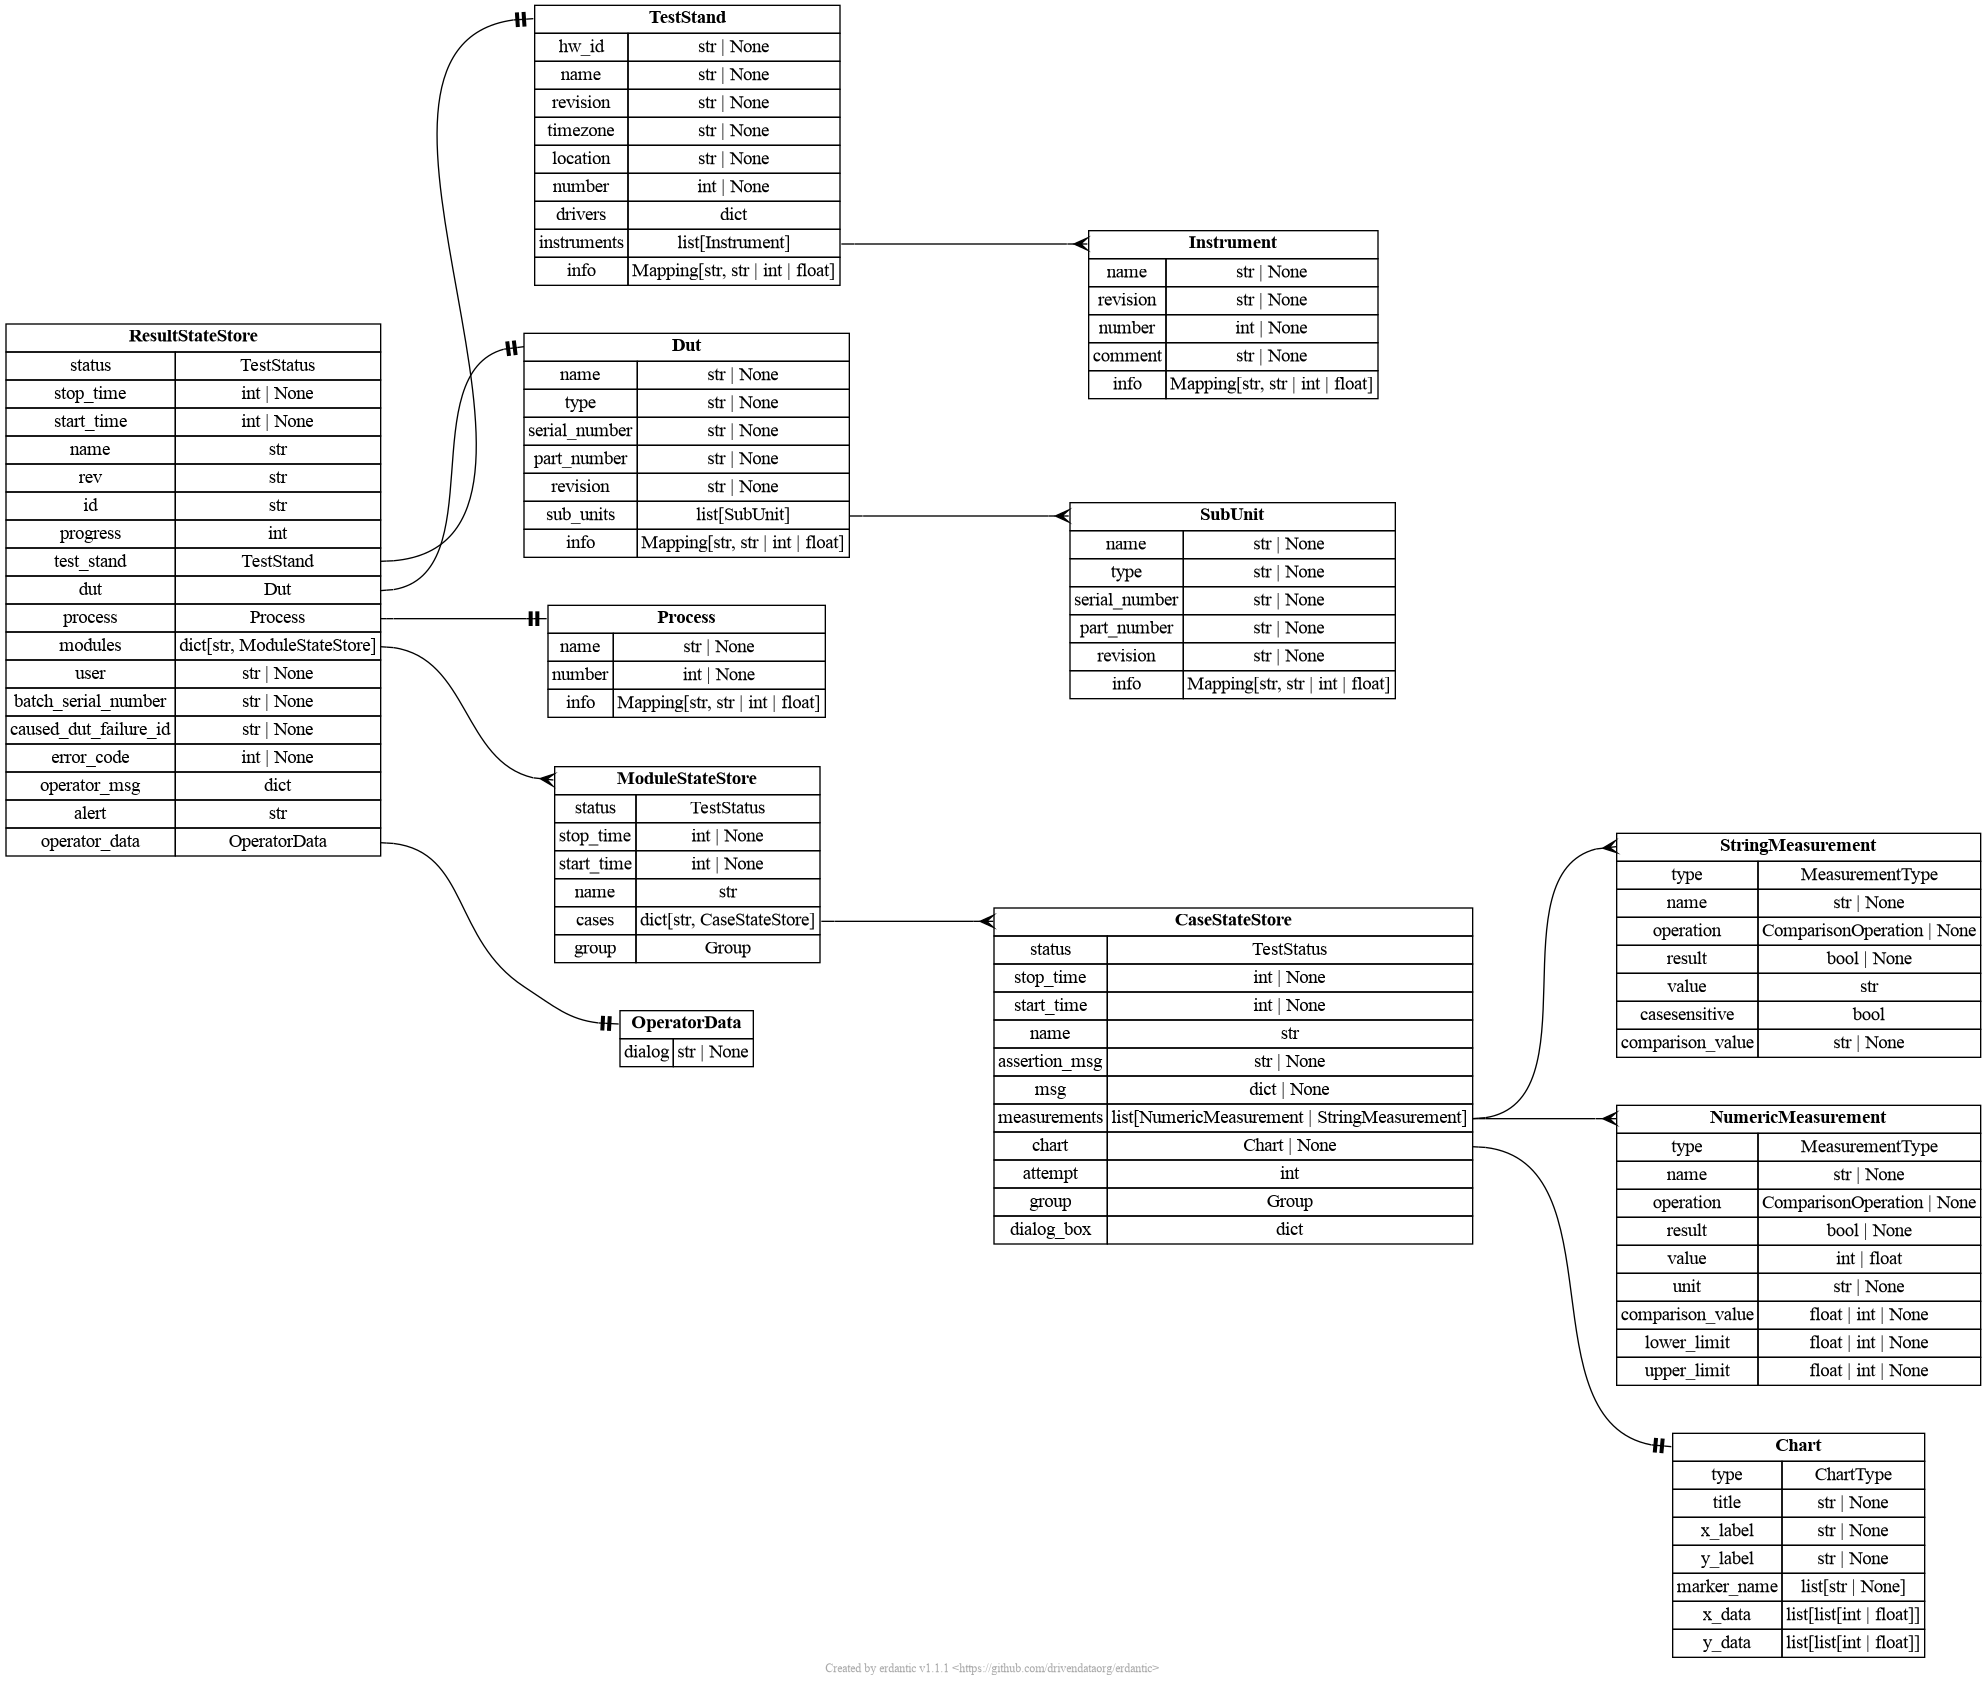 ResultStateStore
status TestStatus
stop_time int | None
start_time int | None
name str
rev str
id str
progress int
test_stand TestStand
dut Dut
process Process
modules dict[str, ModuleStateStore]
user str | None
batch_serial_number str | None
caused_dut_failure_id str | None
error_code int | None
operator_msg dict
alert str
operator_data OperatorData
TestStand
hw_id str | None
name str | None
revision str | None
timezone str | None
location str | None
number int | None
drivers dict
instruments list[Instrument]
info Mapping[str, str | int | float]
Dut
name str | None
type str | None
serial_number str | None
part_number str | None
revision str | None
sub_units list[SubUnit]
info Mapping[str, str | int | float]
Process
name str | None
number int | None
info Mapping[str, str | int | float]
ModuleStateStore
status TestStatus
stop_time int | None
start_time int | None
name str
cases dict[str, CaseStateStore]
group Group
OperatorData
dialog str | None
Instrument
name str | None
revision str | None
number int | None
comment str | None
info Mapping[str, str | int | float]
SubUnit
name str | None
type str | None
serial_number str | None
part_number str | None
revision str | None
info Mapping[str, str | int | float]
CaseStateStore
status TestStatus
stop_time int | None
start_time int | None
name str
assertion_msg str | None
msg dict | None
measurements list[NumericMeasurement | StringMeasurement]
chart Chart | None
attempt int
group Group
dialog_box dict
StringMeasurement
type MeasurementType
name str | None
operation ComparisonOperation | None
result bool | None
value str
casesensitive bool
comparison_value str | None
NumericMeasurement
type MeasurementType
name str | None
operation ComparisonOperation | None
result bool | None
value int | float
unit str | None
comparison_value float | int | None
lower_limit float | int | None
upper_limit float | int | None
Chart
type ChartType
title str | None
x_label str | None
y_label str | None
marker_name list[str | None]
x_data list[list[int | float]]
y_data list[list[int | float]]
Created by erdantic v1.1.1 <https://github.com/drivendataorg/erdantic>